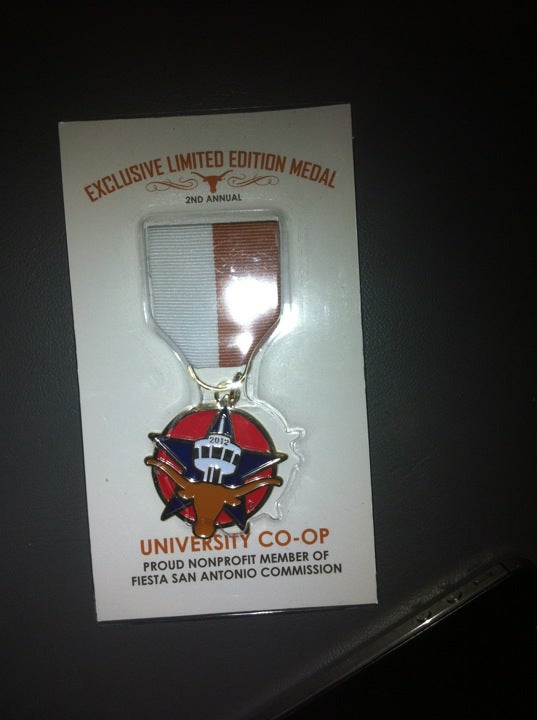 EXCLUSIVE LIMITED EDITION MEDAL
2ND ANNUAL
2012
UNIVERSITY CO-OP
PROUD NONPROFIT MEMBER OF
FIESTA SAN ANTONIO COMMISSION